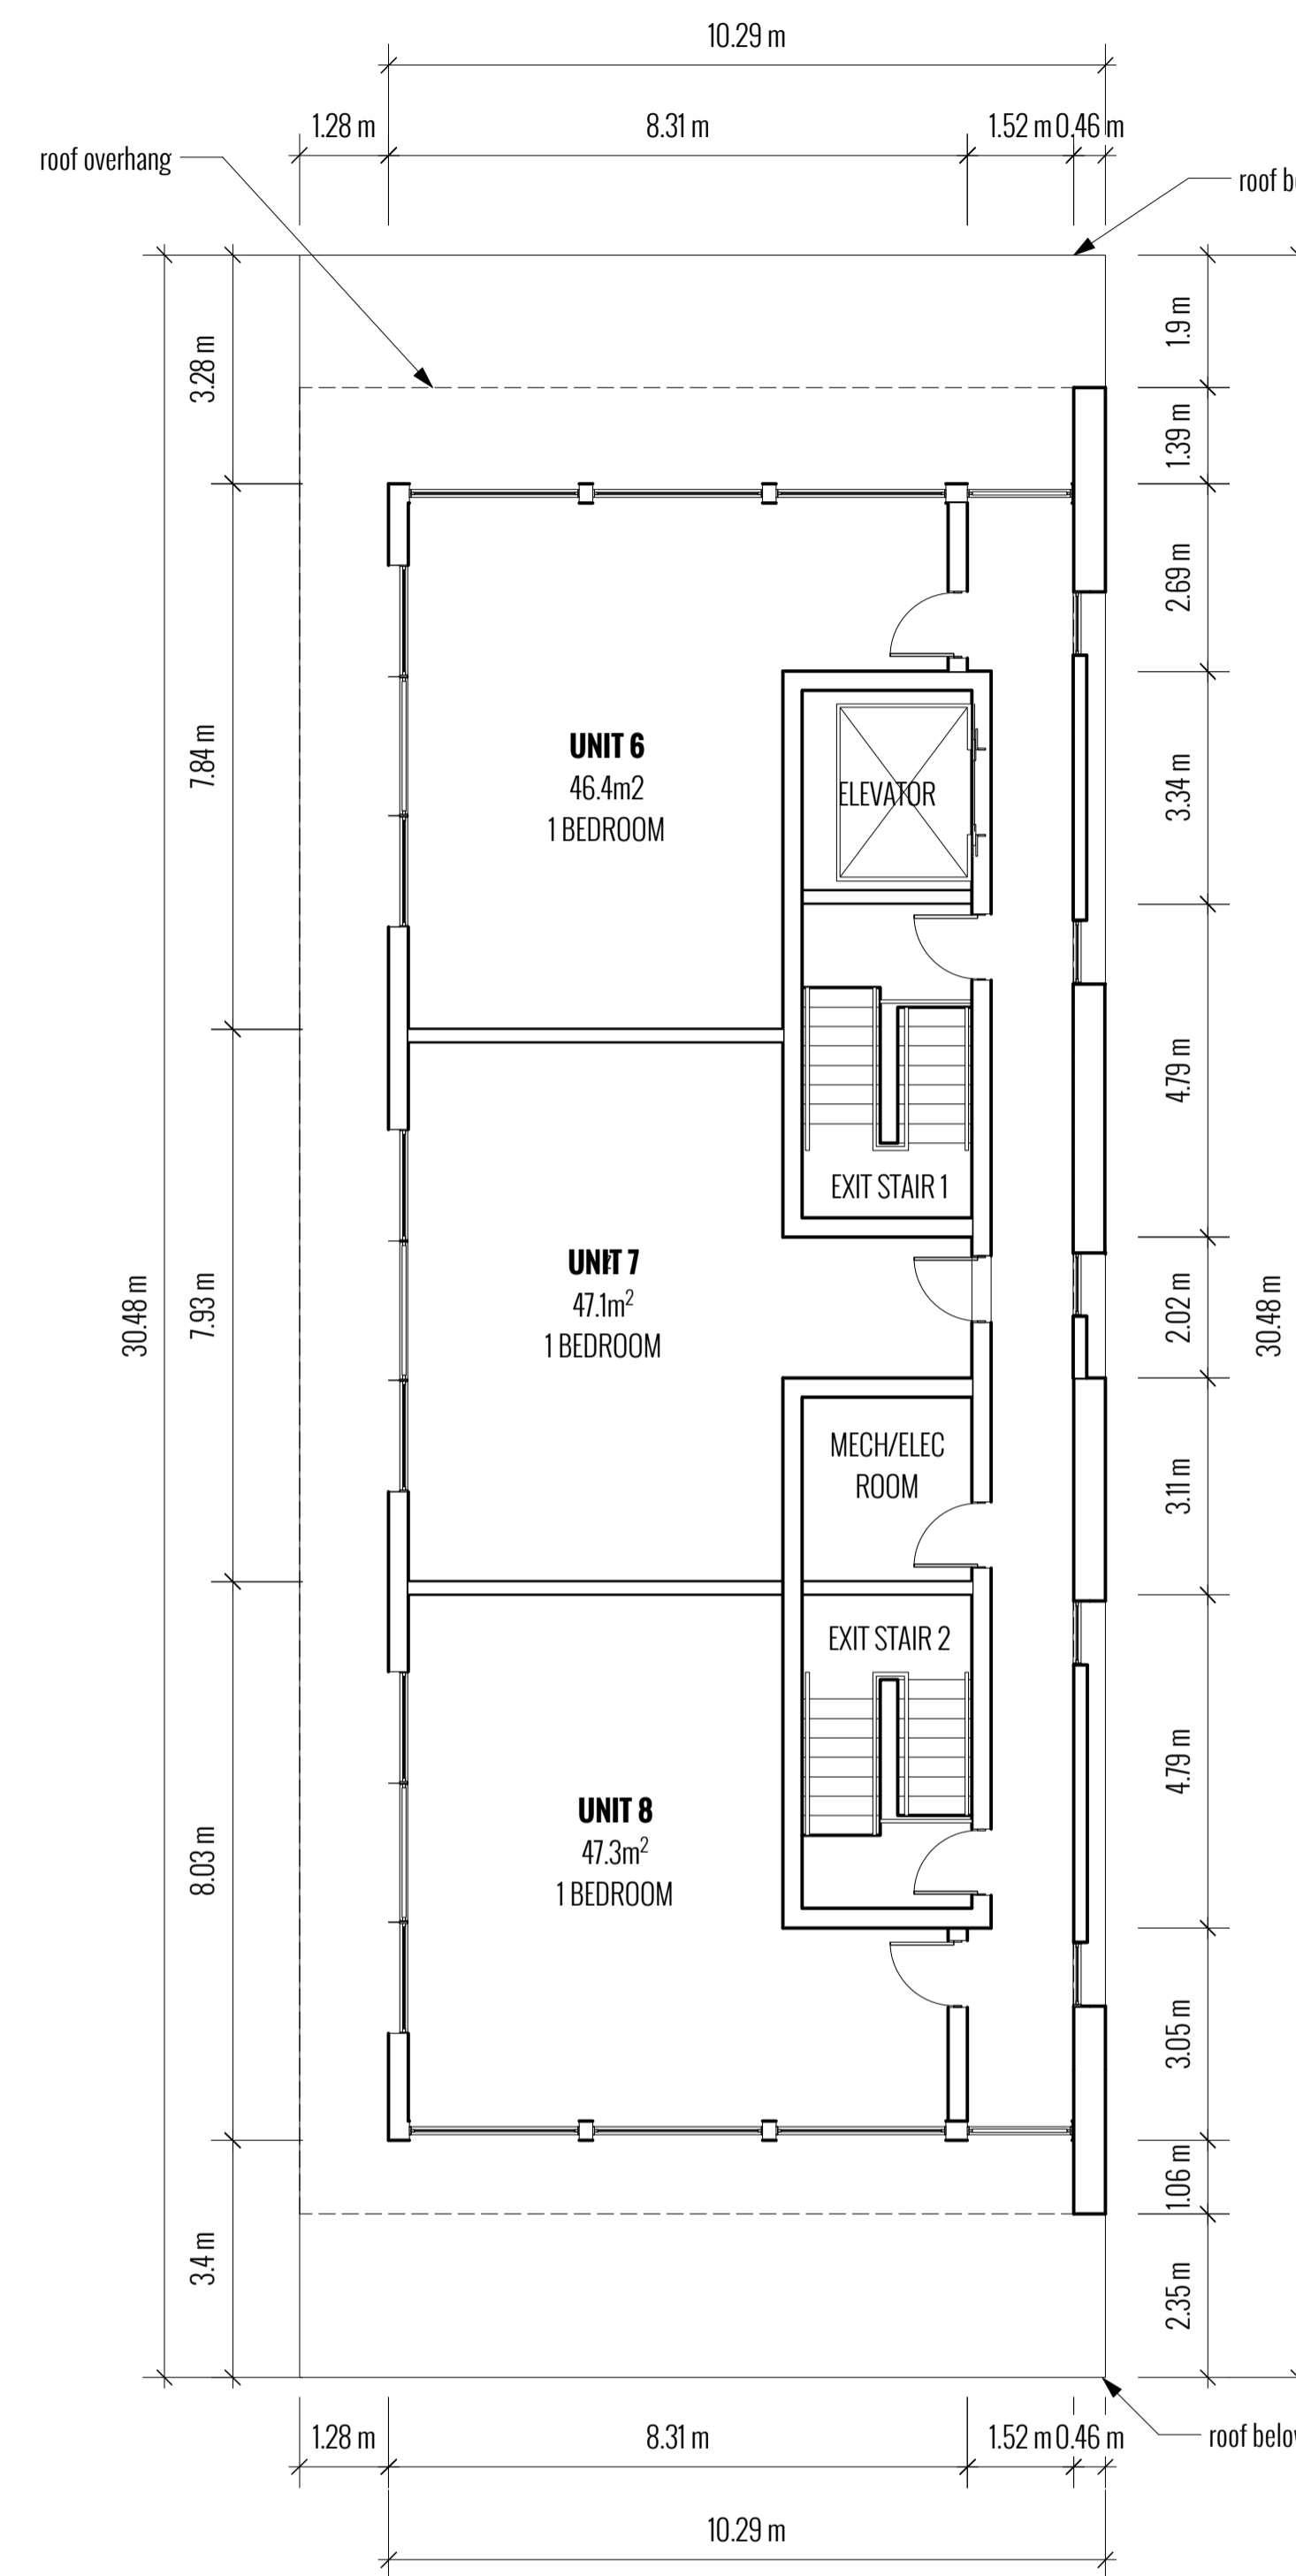 10.29 m
1.28 m
8.31 m
1.52 m
0.46 m
roof overhang
roof b
3.28 m
1.9 m
1.39 m
2.69 m
7.84 m
UNIT 6
46.4m2
1 BEDROOM
ELEVATOR
3.34 m
4.79 m
EXIT STAIR 1
30.48 m
7.93 m
UNIT 7
47.1m²
1 BEDROOM
2.02 m
30.48 m
MECH/ELEC
ROOM
3.11 m
EXIT STAIR 2
4.79 m
8.03 m
UNIT 8
47.3m²
1 BEDROOM
3.05 m
1.06 m
3.4 m
2.35 m
1.28 m
8.31 m
1.52 m
0.46 m
roof belo
10.29 m